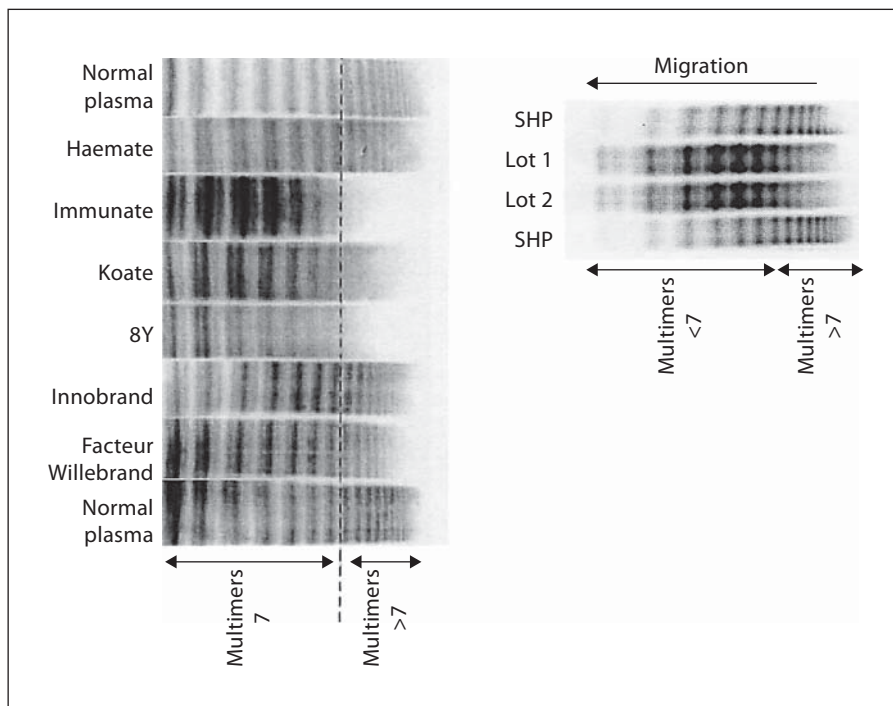 Normal
plasma
Haemate
Immunate
Koate
8Y
Innobrand
Facteur
Willebrand
Normal
plasma
Multimers
7
Multimers
>7
Migration
SHP
Lot 1
Lot 2
SHP
Multimers
<7
Multimers
>7